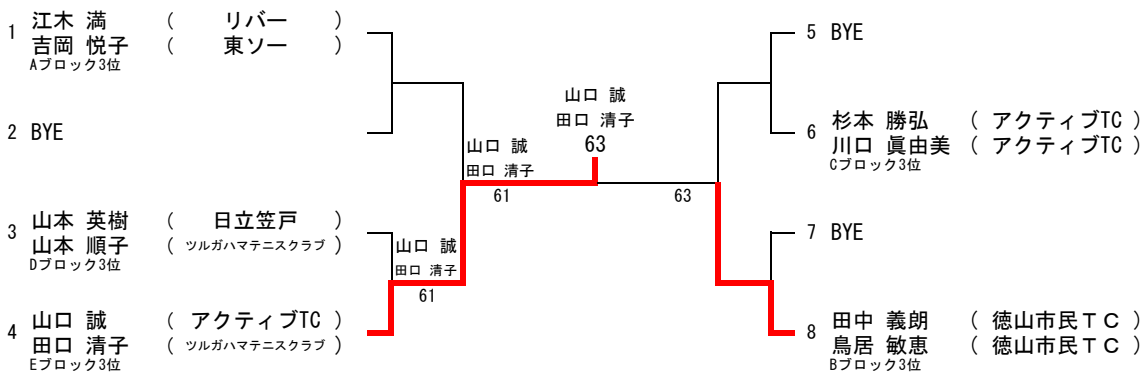 1 江木 満 ( リバー )
吉岡 悦子 ( 東ソー )
Aブロック3位
2 BYE
3 山本 英樹 ( 日立笠戸 )
山本 順子 ( ツルガハマテニスクラブ )
Dブロック3位
4 山口 誠 ( アクティブTC )
田口 清子 ( ツルガハマテニスクラブ )
Eブロック3位
山口 誠
田口 清子
61
山口 誠
田口 清子
61
山口 誠
田口 清子
63
63
5 BYE
6 杉本 勝弘 ( アクティブTC )
川口 眞由美 ( アクティブTC )
Cブロック3位
7 BYE
8 田中 義朗 ( 徳山市民TC )
鳥居 敏恵 ( 徳山市民TC )
Bブロック3位